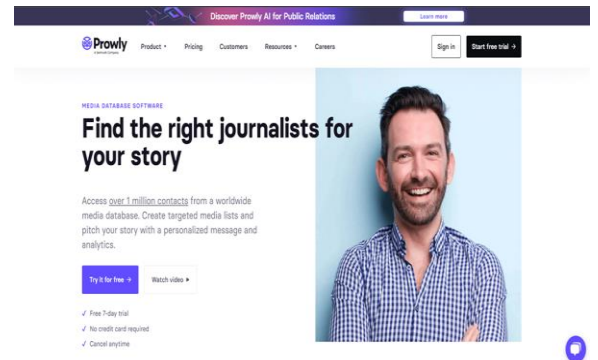 Discover Prowly AI for Public Relations
Learn more
Prowly
Product
Pricing
Customers
Resources
Careers
Sign in
Start free trial →
MEDIA DATABASE SOFTWARE
Find the right journalists for
your story
Access over 1 million contacts from a worldwide
media database. Create targeted media lists and
pitch your story with a personalized message and
analytics.
Try it for free →
Watch video
✓ Free 7-day trial
✓ No credit card required
✓ Cancel anytime